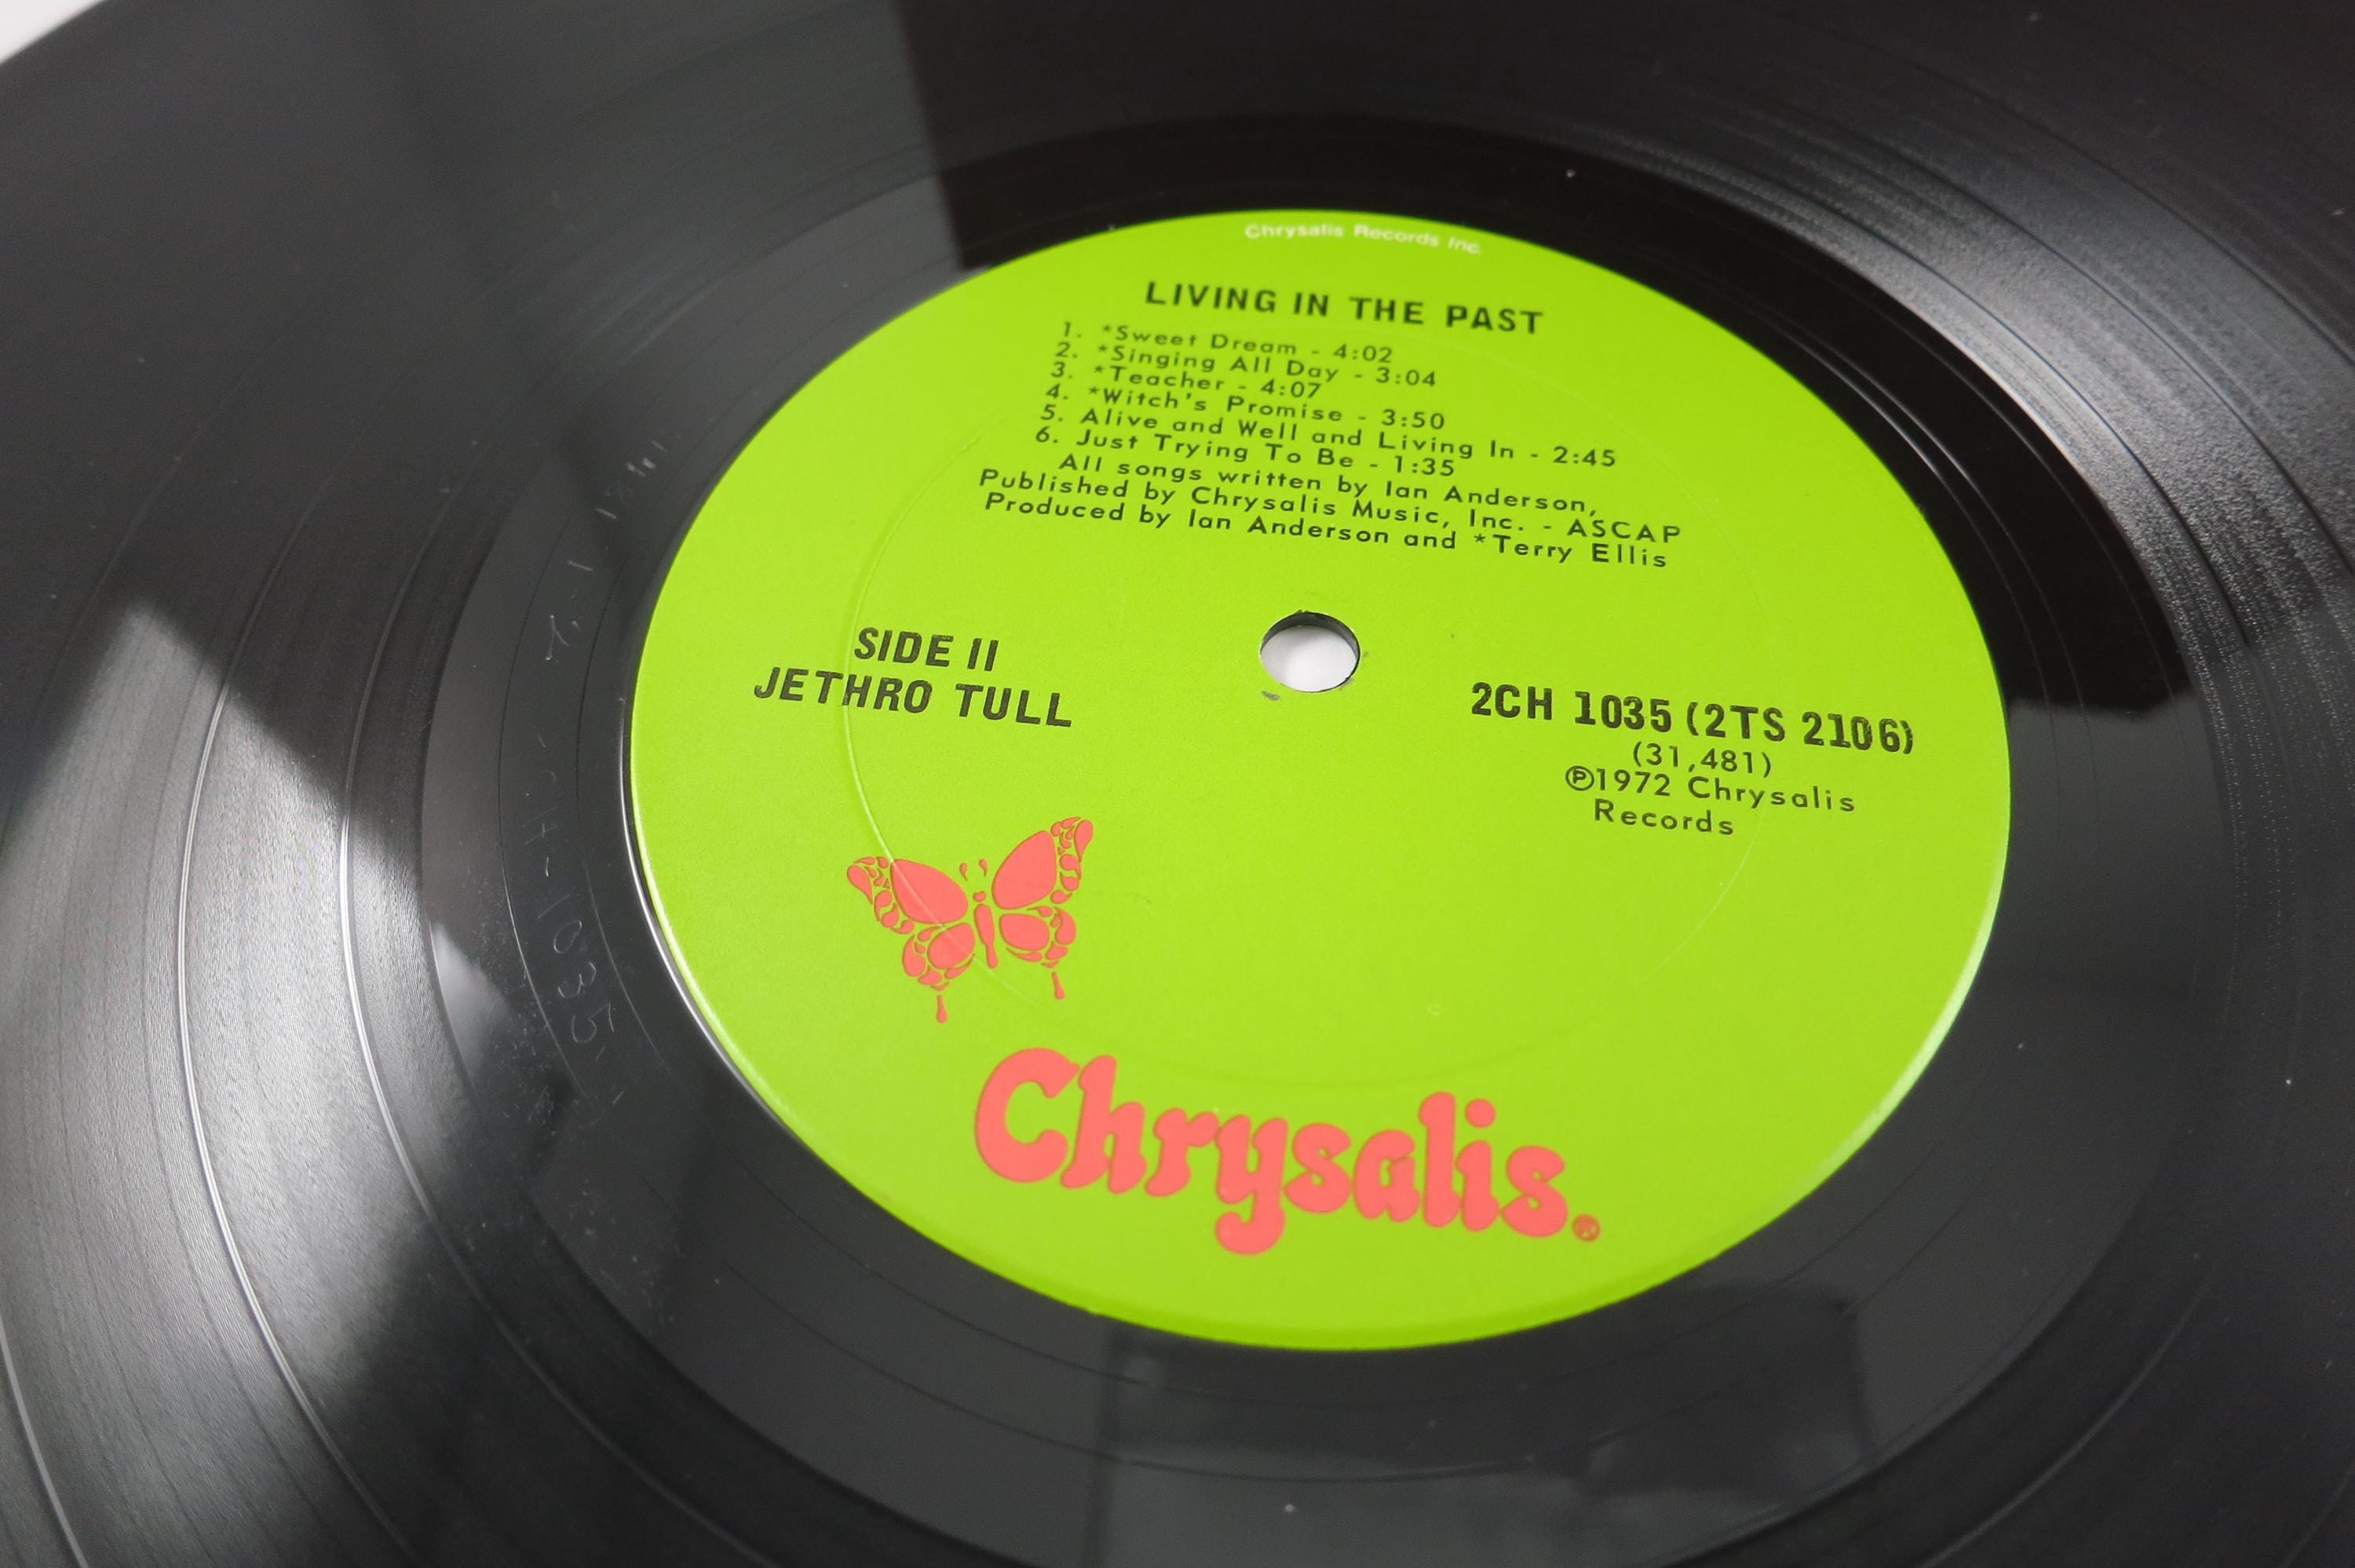 Chrysalis Records Inc.
LIVING IN THE PAST
1. *Sweet Dream - 4:02
2. *Singing All Day - 3:04
3. *Teacher - 4:07
4. *Witch's Promise - 3:50
5. Alive and Well and Living In - 2:45
6. Just Trying To Be - 1:35
All songs written by Ian Anderson,
Published by Chrysalis Music, Inc. - ASCAP
Produced by Ian Anderson and *Terry Ellis
SIDE II
JETHRO TULL
2CH 1035 (2TS 2106)
(31,481)
℗1972 Chrysalis
Records
Chrysalis®
CH-1035